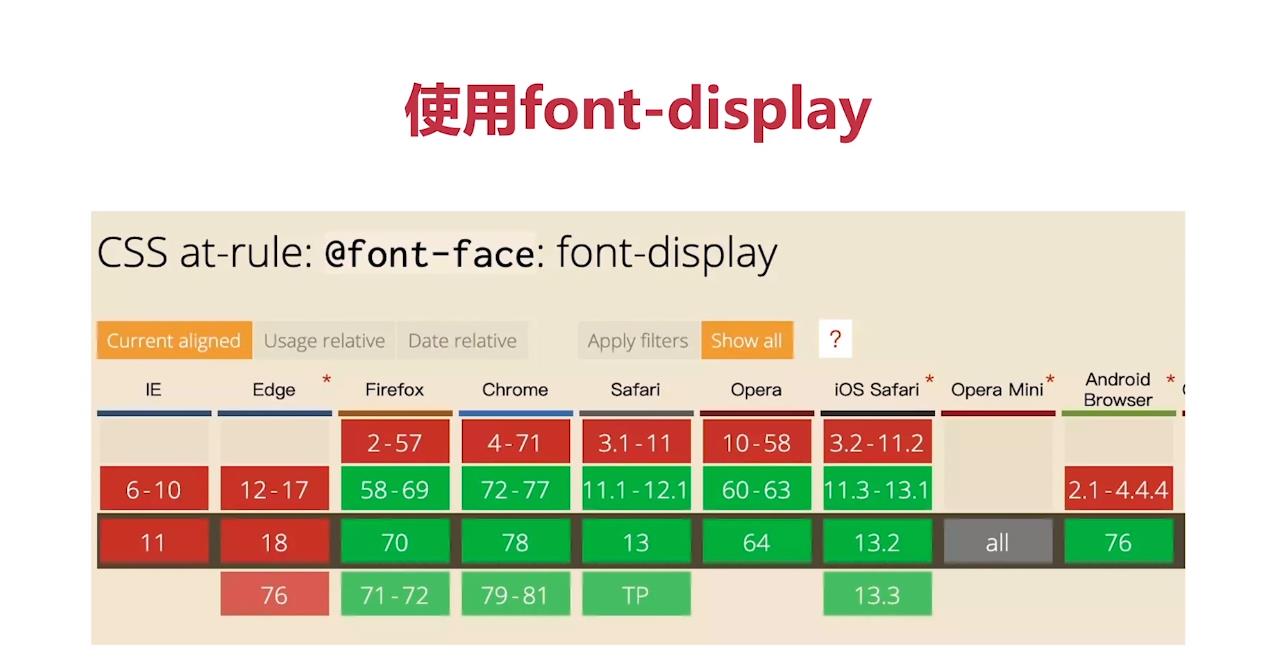 使用font-display
CSS at-rule: @font-face: font-display
Current aligned Usage relative Date relative Apply filters Show all ?
IE Edge * Firefox Chrome Safari Opera iOS Safari * Opera Mini * Android Browser *
2-57 4-71 3.1-11 10-58 3.2-11.2
6-10 12-17 58-69 72-77 11.1-12.1 60-63 11.3-13.1 2.1-4.4.4
11 18 70 78 13 64 13.2 all 76
76 71-72 79-81 TP 13.3